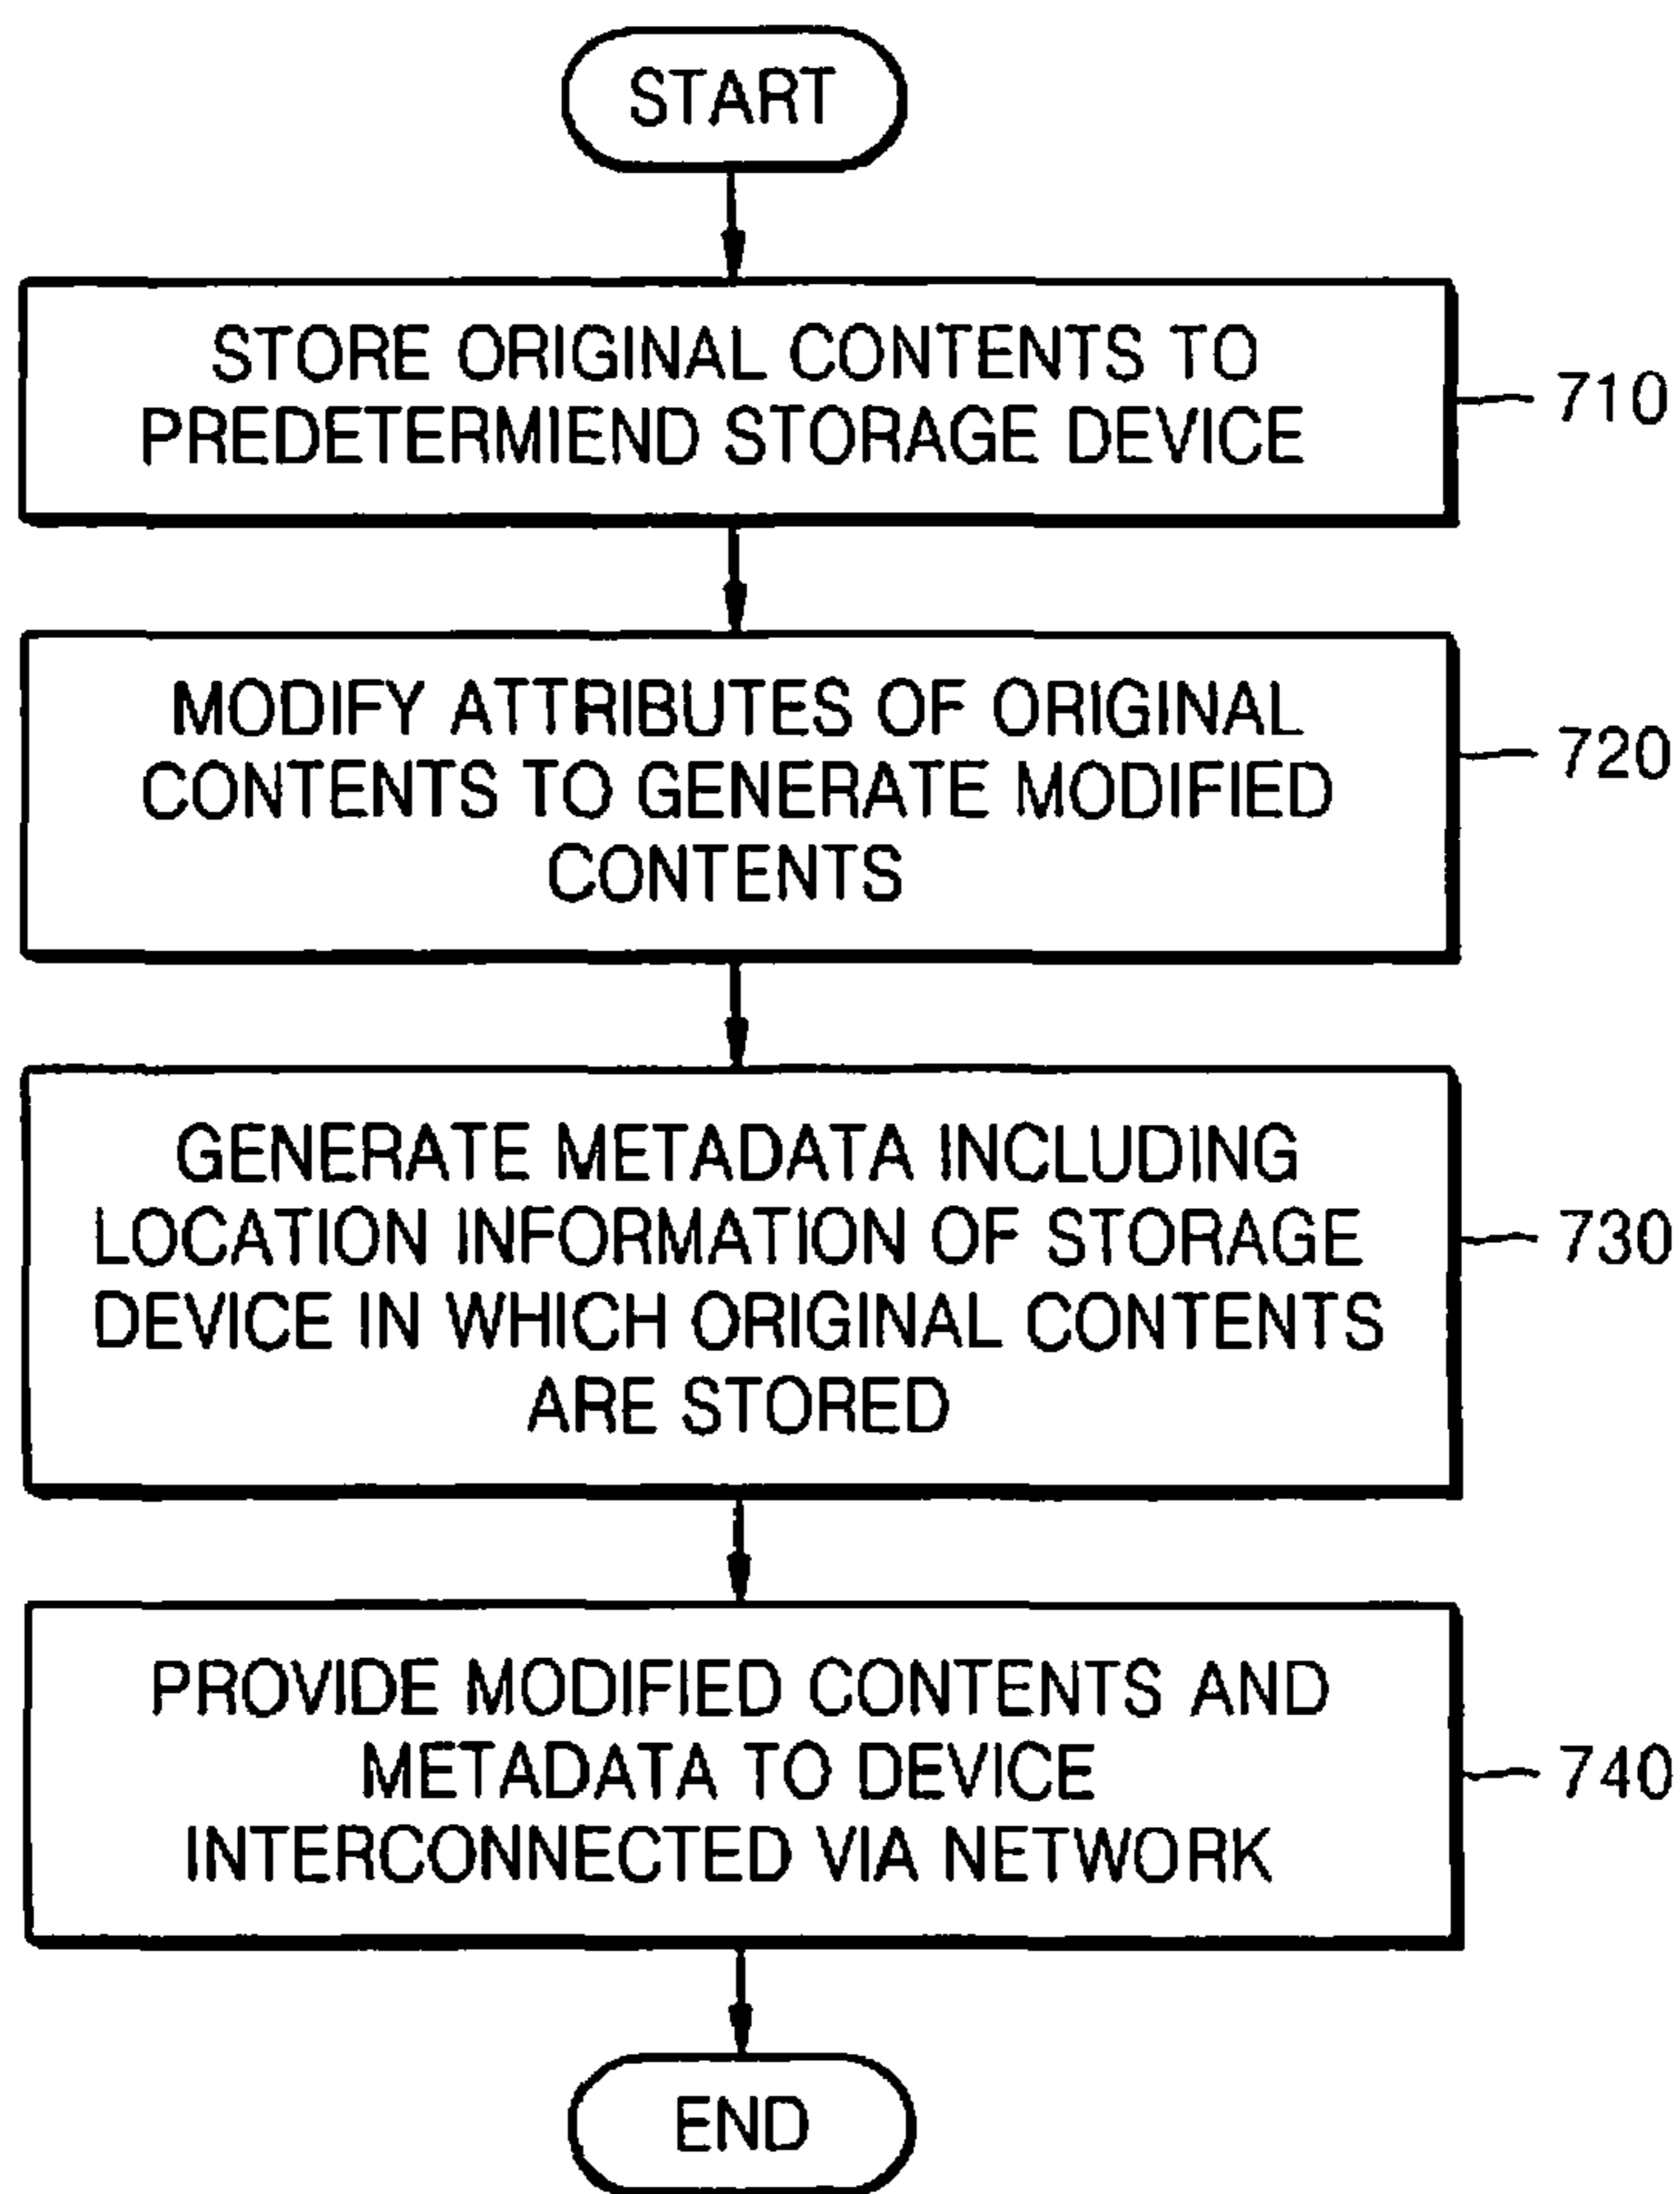 START
STORE ORIGINAL CONTENTS TO
PREDETERMIEND STORAGE DEVICE
710
MODIFY ATTRIBUTES OF ORIGINAL
CONTENTS TO GENERATE MODIFIED
CONTENTS
720
GENERATE METADATA INCLUDING
LOCATION INFORMATION OF STORAGE
DEVICE IN WHICH ORIGINAL CONTENTS
ARE STORED
730
PROVIDE MODIFIED CONTENTS AND
METADATA TO DEVICE
INTERCONNECTED VIA NETWORK
740
END